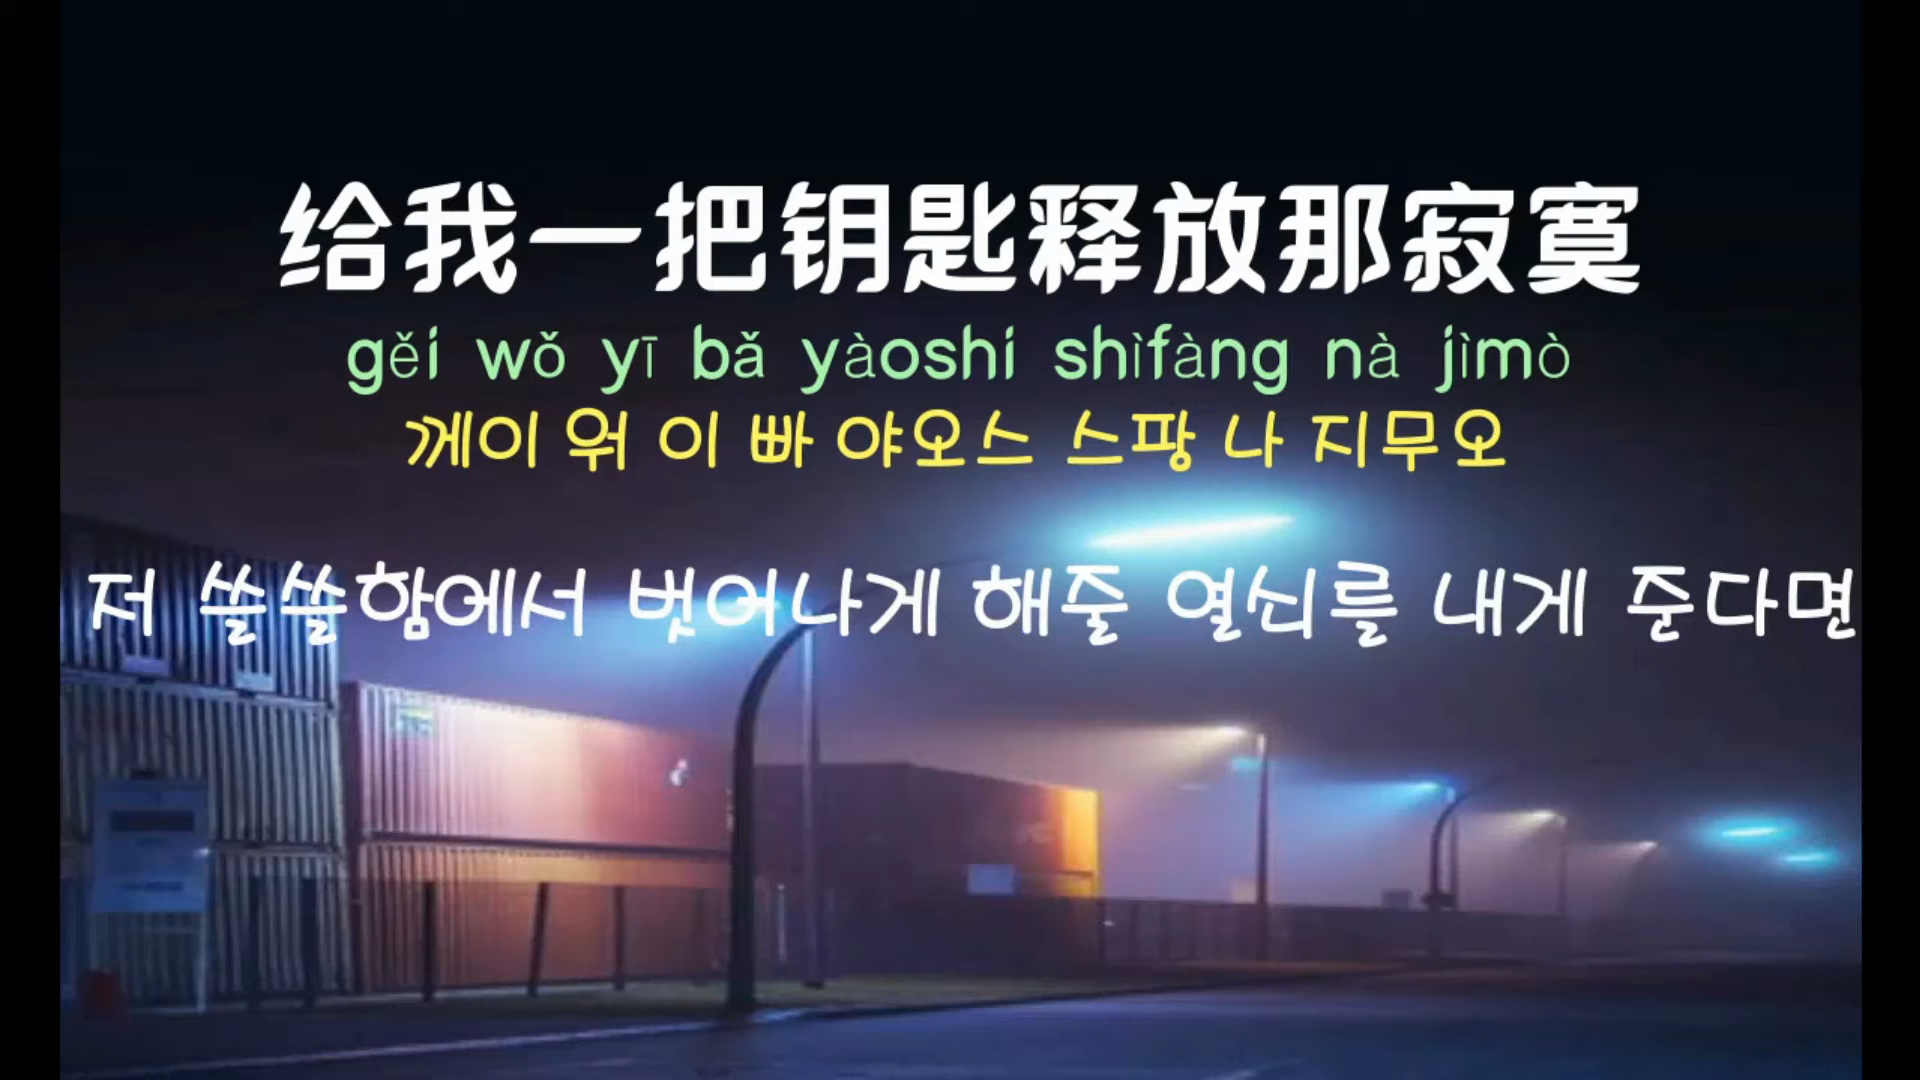 给我一把钥匙释放那寂寞
gěi wǒ yī bǎ yàoshi shìfàng nà jìmò
께이 워 이 빠 야오스 스팡 나 지무오
저 쓸쓸함에서 벗어나게 해줄 열쇠를 내게 준다면